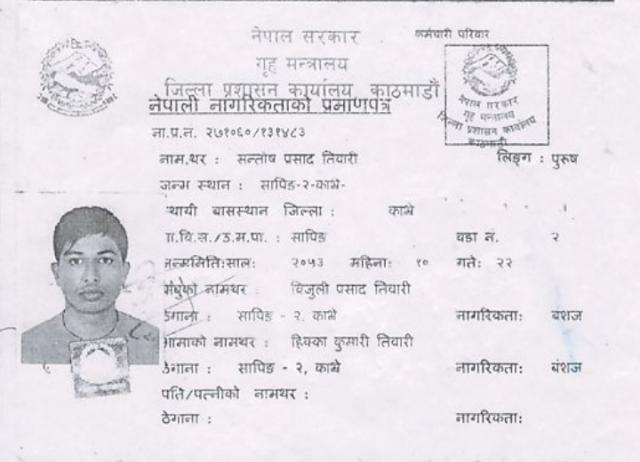 नेपाल सरकार
कर्मचारी परिवार
गृह मन्त्रालय
जिल्ला प्रशासन कार्यालय, काठमाडौं
नेपाली नागरिकताको प्रमाणपत्र
नेपाल सरकार
गृह मन्त्रालय
जिल्ला प्रशासन कार्यालय
काठमाडौं
ना.प्र.न. २७१०६०/१३१४८३
नाम,थर : सन्तोष प्रसाद तिवारी लिङ्ग : पुरूष
जन्म स्थान : सापिङ-२-काभ्रे-
स्थायी बासस्थान जिल्ला : काभ्रे
गा.वि.स./उ.म.पा. : सापिङ वडा नं. २
जन्ममिति:साल: २०५३ महिना: १० गते: २२
बाबुको नामथर : विजुली प्रसाद तिवारी
ठेगाना : सापिङ - २, काभ्रे नागरिकता: बंशज
आमाको नामथर : हिक्का कुमारी तिवारी
ठेगाना : सापिङ - २, काभ्रे नागरिकता: बंशज
पति/पत्नीको नामथर :
ठेगाना : नागरिकता: